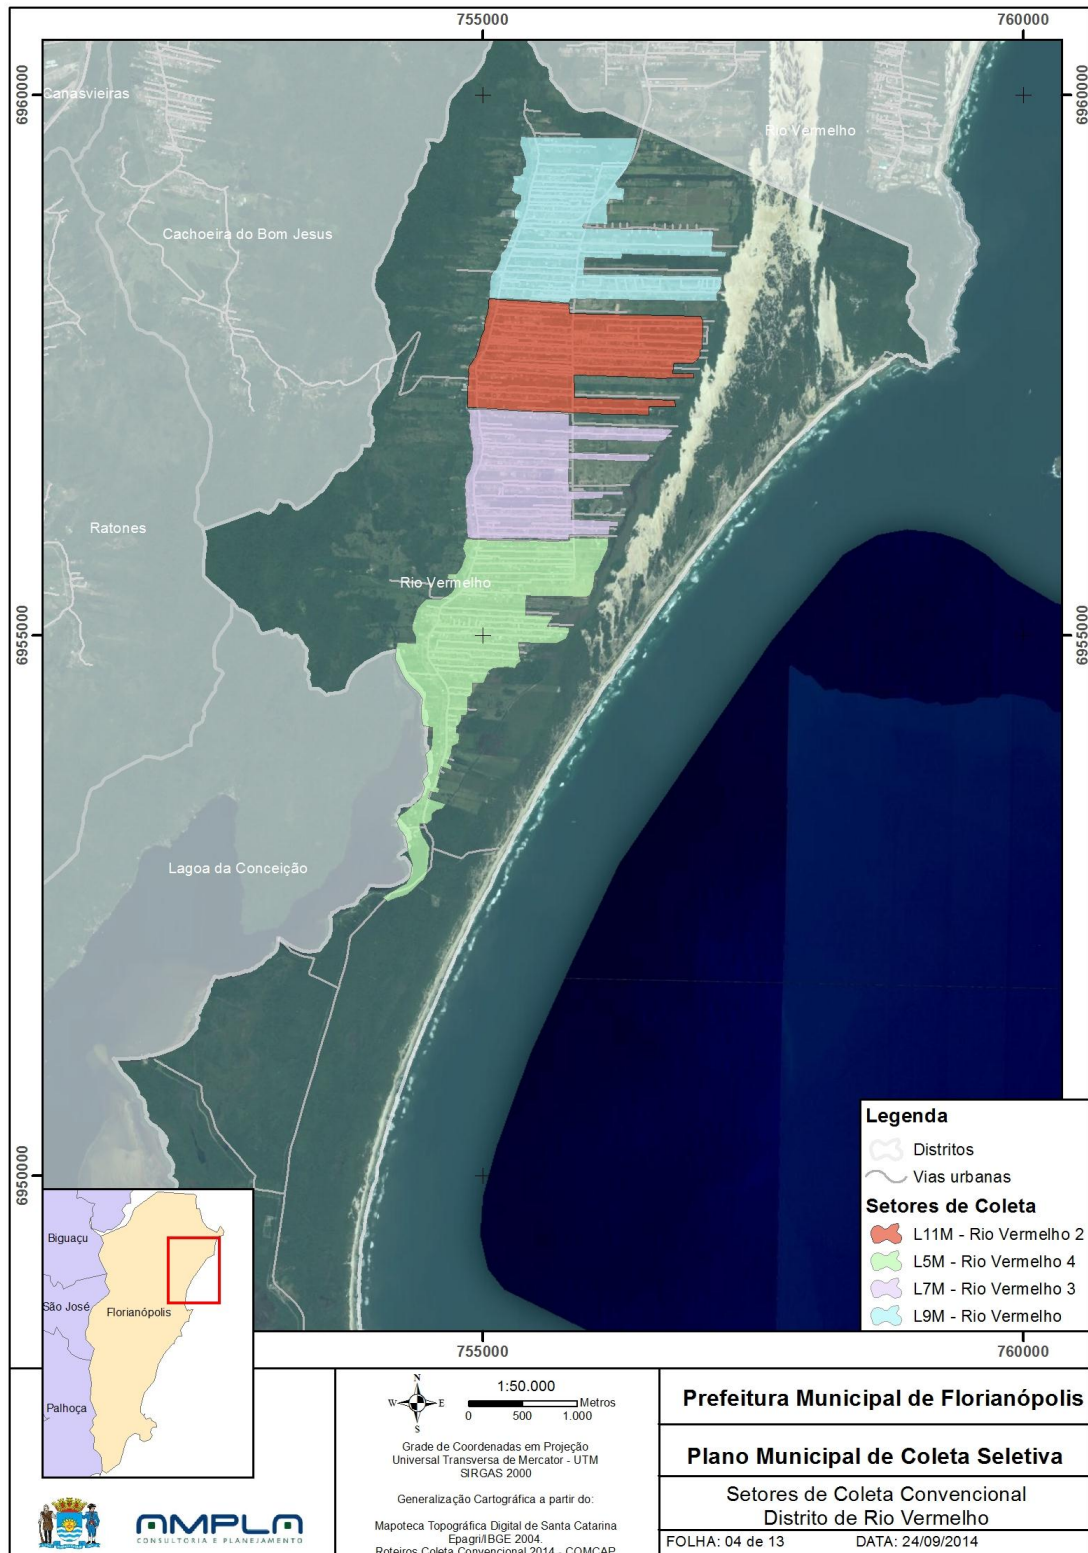 755000
760000
6960000
6960000
Canasvieiras
Rio Vermelho
Cachoeira do Bom Jesus
Ratones
Rio Vermelho
6955000
6955000
Lagoa da Conceição
6950000
Legenda
Distritos
Vias urbanas
Setores de Coleta
L11M - Rio Vermelho 2
L5M - Rio Vermelho 4
L7M - Rio Vermelho 3
L9M - Rio Vermelho
Biguaçu
São José
Florianópolis
Palhoça
755000
760000
N
W
E
S
1:50.000
Metros
0 500 1.000
Grade de Coordenadas em Projeção
Universal Transversa de Mercator - UTM
SIRGAS 2000
Generalização Cartográfica a partir do:
Mapoteca Topográfica Digital de Santa Catarina
Epagri/IBGE 2004.
Roteiros Coleta Convencional 2014 - COMCAP
Prefeitura Municipal de Florianópolis
Plano Municipal de Coleta Seletiva
Setores de Coleta Convencional
Distrito de Rio Vermelho
FOLHA: 04 de 13 DATA: 24/09/2014
AMPLA
CONSULTORIA E PLANEJAMENTO